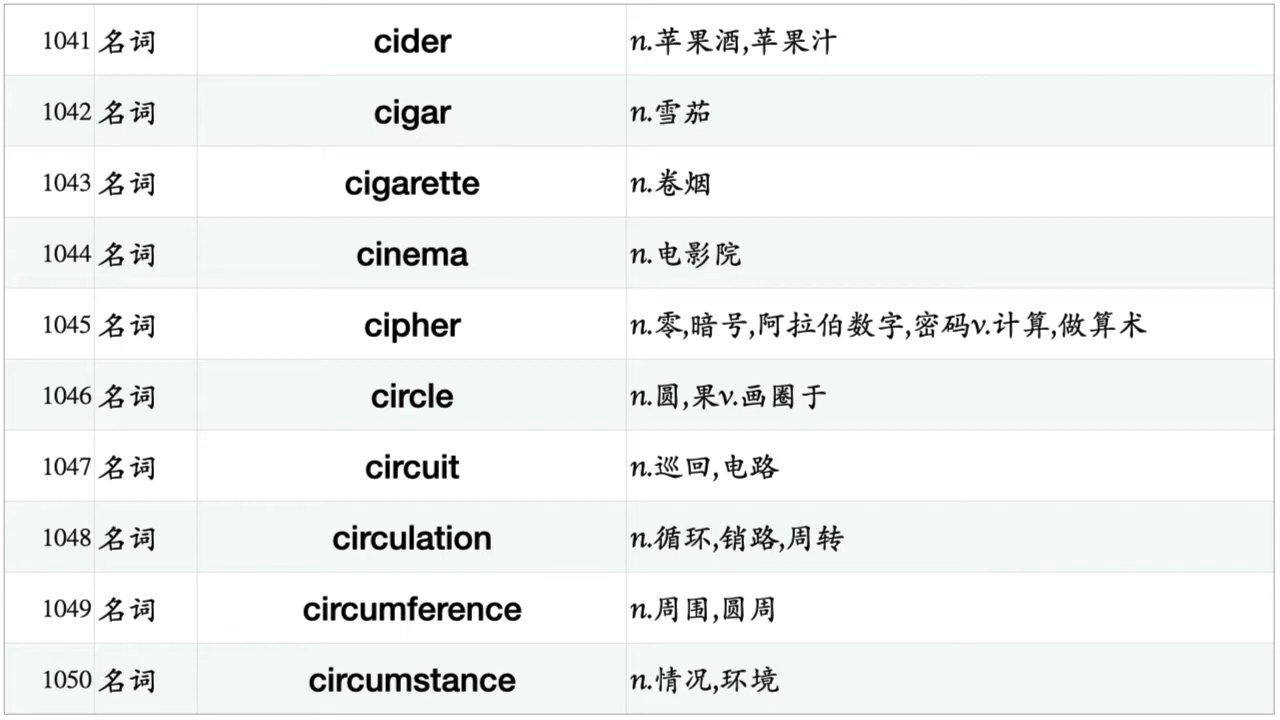 1041 名词 cider n.苹果酒,苹果汁
1042 名词 cigar n.雪茄
1043 名词 cigarette n.卷烟
1044 名词 cinema n.电影院
1045 名词 cipher n.零,暗号,阿拉伯数字,密码v.计算,做算术
1046 名词 circle n.圆,果v.画圈于
1047 名词 circuit n.巡回,电路
1048 名词 circulation n.循环,销路,周转
1049 名词 circumference n.周围,圆周
1050 名词 circumstance n.情况,环境